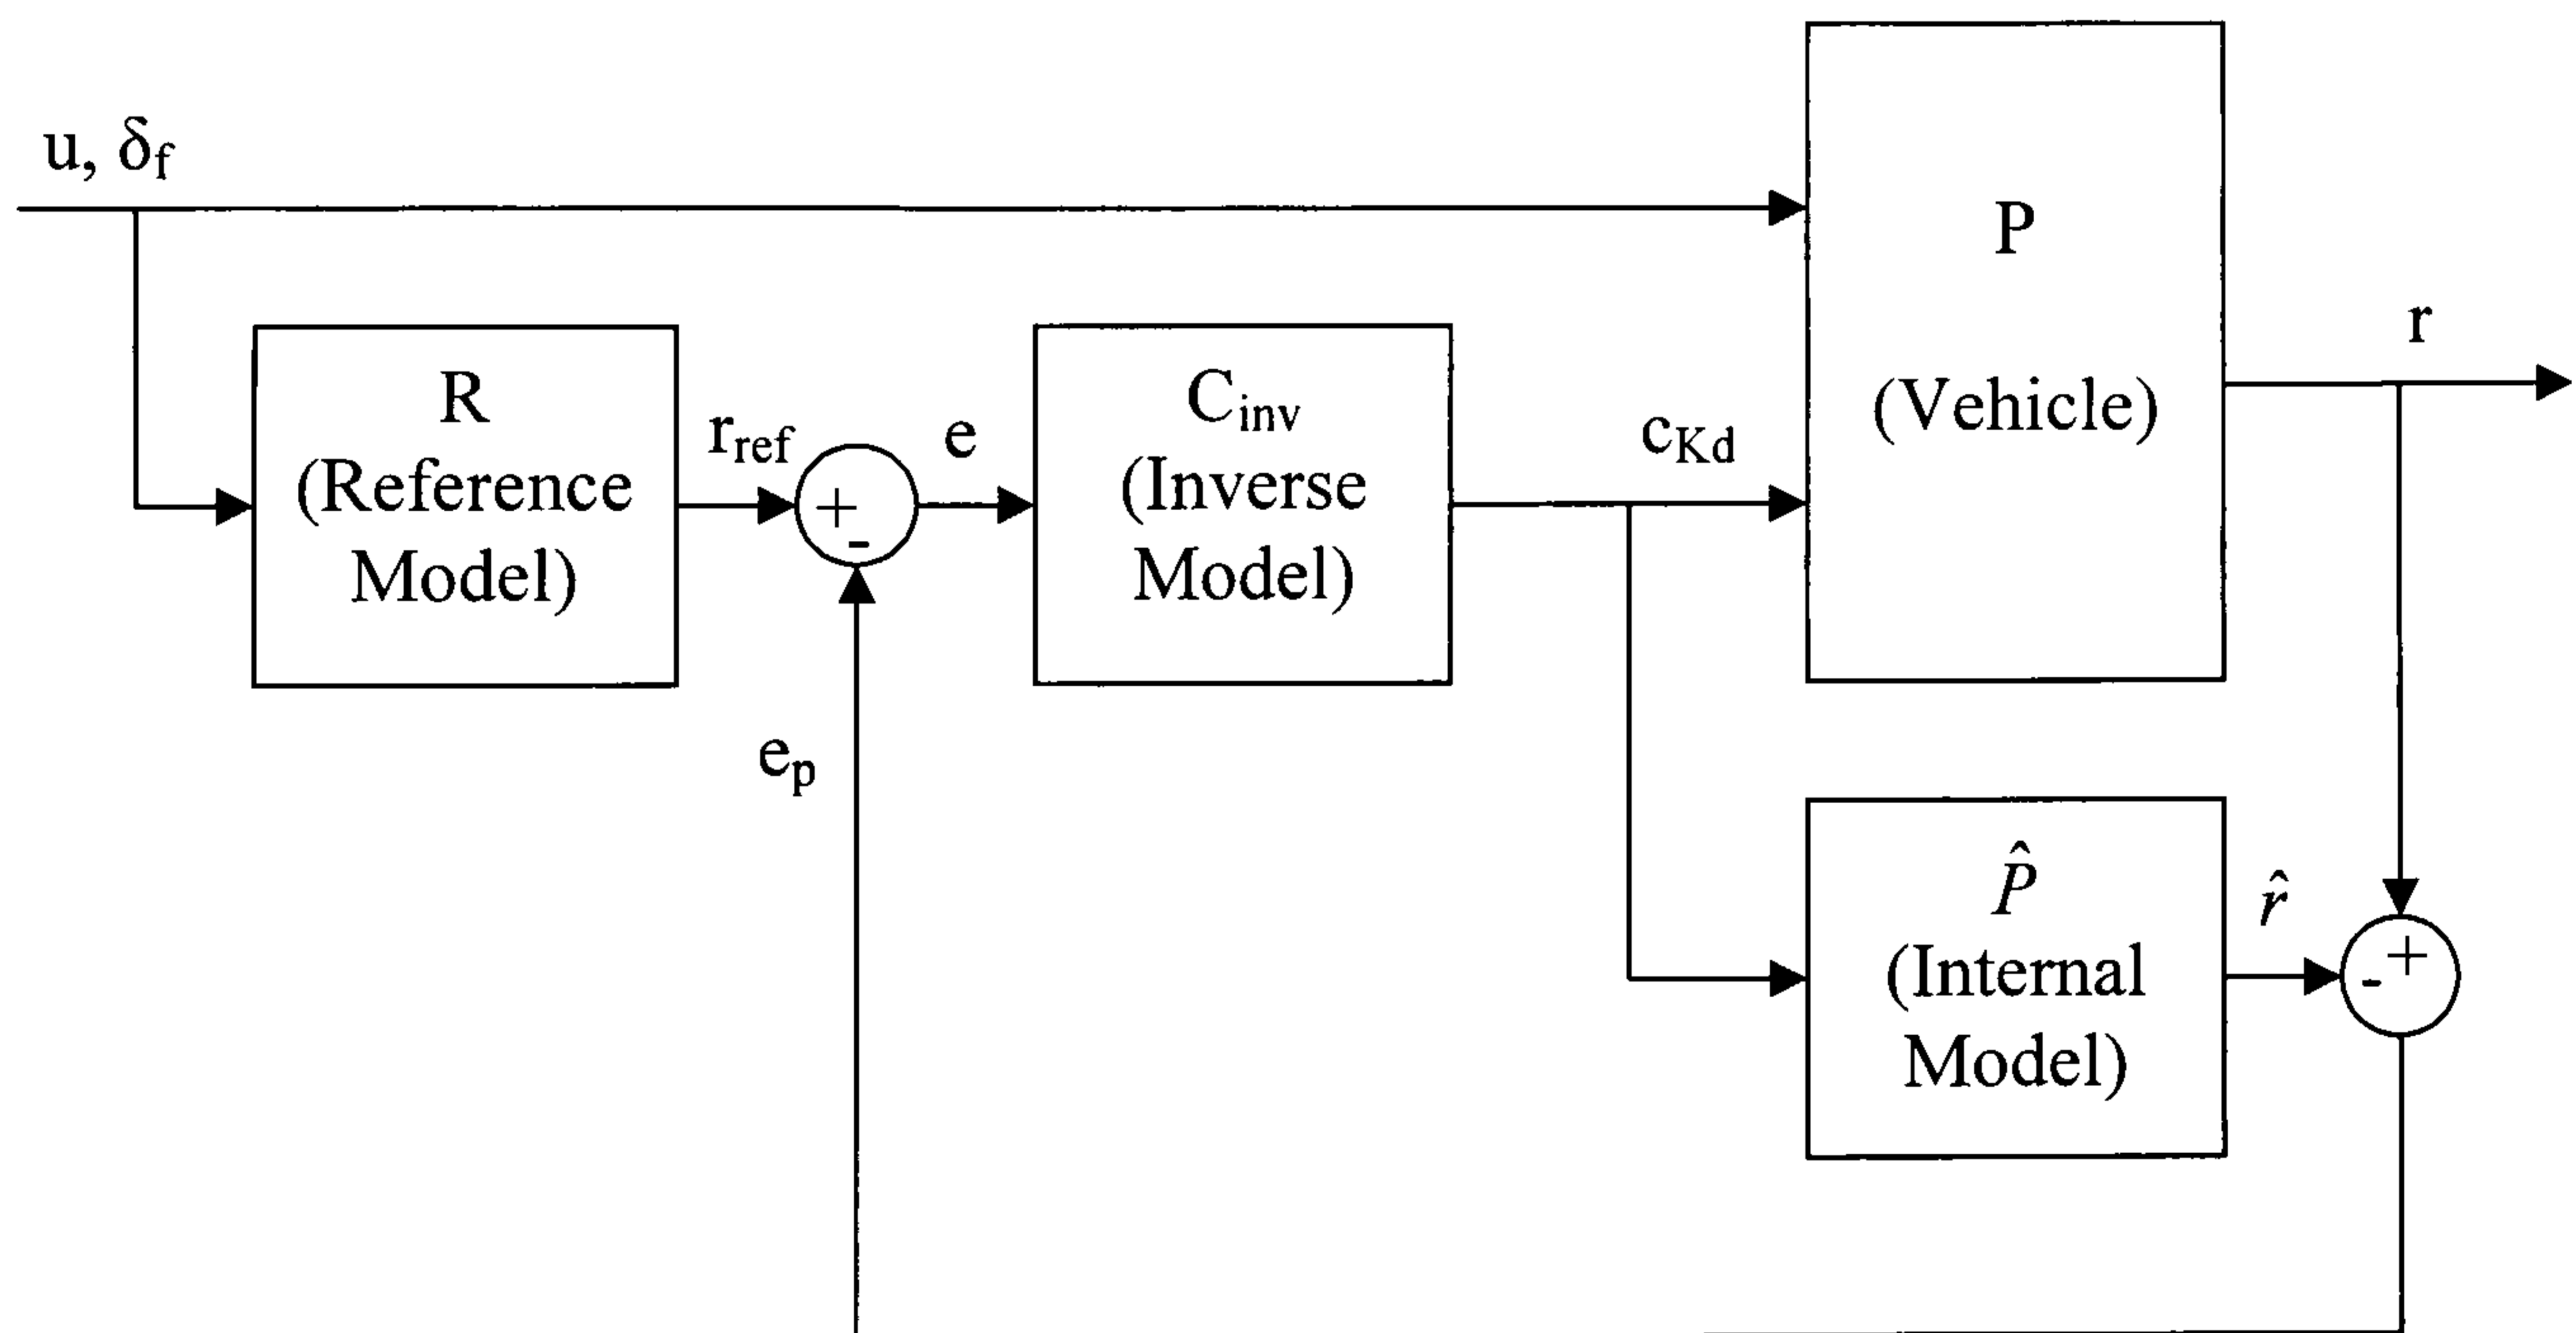 u, δf
R
(Reference
Model)
rref
+
-
e
Cinv
(Inverse
Model)
cKd
P
(Vehicle)
r
ep
P̂
(Internal
Model)
r̂
-
+